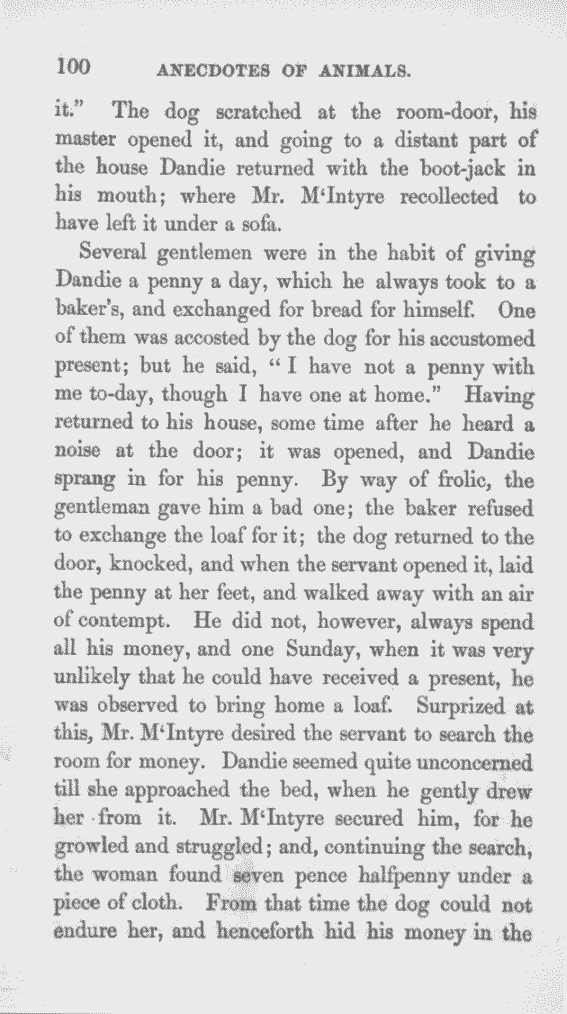 100 ANECDOTES OF ANIMALS.
it.” The dog scratched at the room-door, his
master opened it, and going to a distant part of
the house Dandie returned with the boot-jack in
his mouth; where Mr. M‘Intyre recollected to
have left it under a sofa.
Several gentlemen were in the habit of giving
Dandie a penny a day, which he always took to a
baker's, and exchanged for bread for himself. One
of them was accosted by the dog for his accustomed
present; but he said, “ I have not a penny with
me to-day, though I have one at home.” Having
returned to his house, some time after he heard a
noise at the door; it was opened, and Dandie
sprang in for his penny. By way of frolic, the
gentleman gave him a bad one; the baker refused
to exchange the loaf for it; the dog returned to the
door, knocked, and when the servant opened it, laid
the penny at her feet, and walked away with an air
of contempt. He did not, however, always spend
all his money, and one Sunday, when it was very
unlikely that he could have received a present, he
was observed to bring home a loaf. Surprized at
this, Mr. M‘Intyre desired the servant to search the
room for money. Dandie seemed quite unconcerned
till she approached the bed, when he gently drew
her from it. Mr. M‘Intyre secured him, for he
growled and struggled; and, continuing the search,
the woman found seven pence halfpenny under a
piece of cloth. From that time the dog could not
endure her, and henceforth hid his money in the